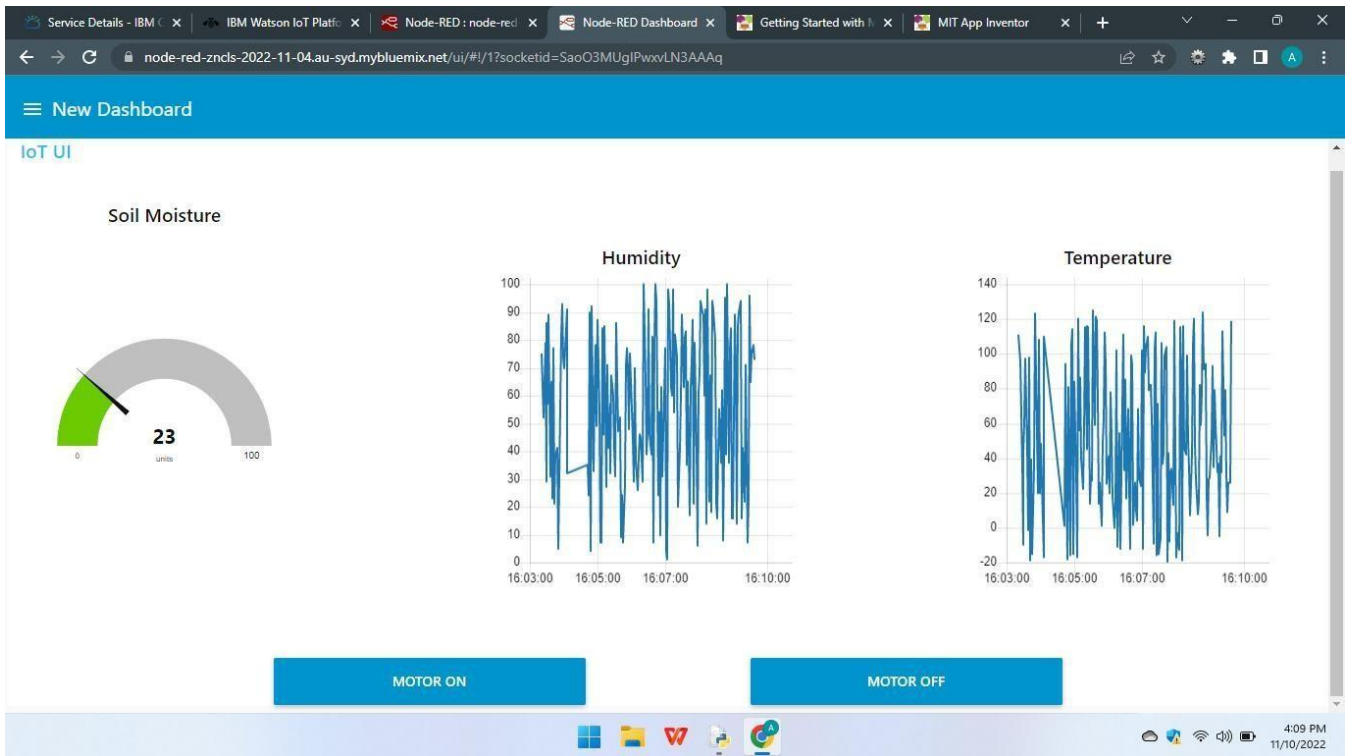 Service Details - IBM C
IBM Watson IoT Platfo
Node-RED : node-red
Node-RED Dashboard
Getting Started with M
MIT App Inventor
node-red-zncls-2022-11-04.au-syd.mybluemix.net/ui/#!/1?socketid=SaoO3MUgIPwxvLN3AAAq
A
New Dashboard
IoT UI
Soil Moisture
23
units
0
100
Humidity
100
90
80
70
60
50
40
30
20
10
0
16:03:00 16:05:00 16:07:00 16:10:00
Temperature
140
120
100
80
60
40
20
0
-20
16:03:00 16:05:00 16:07:00 16:10:00
MOTOR ON
MOTOR OFF
A
4:09 PM
11/10/2022